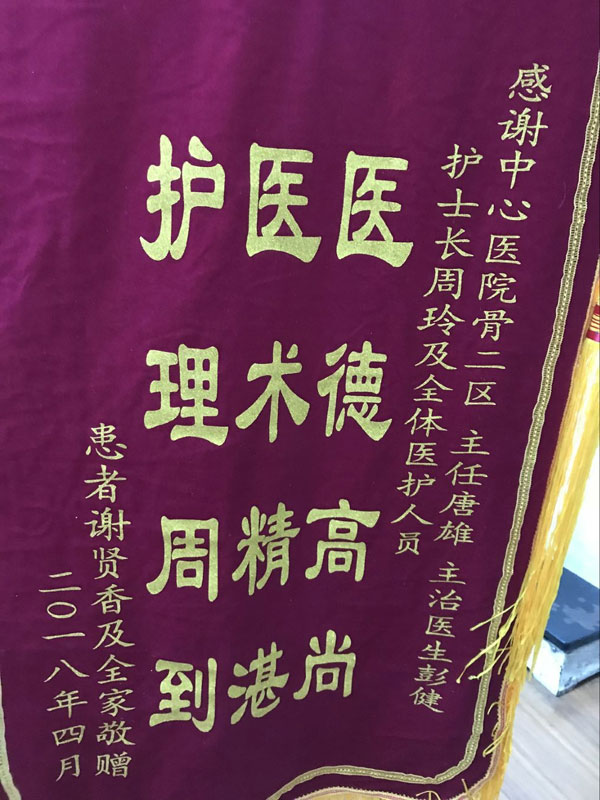 感谢中心医院骨二区 主任唐雄 主治医生彭健
护士长周玲及全体医护人员
医德高尚
医术精湛
护理周到
患者谢贤香及全家敬赠
二〇一八年四月